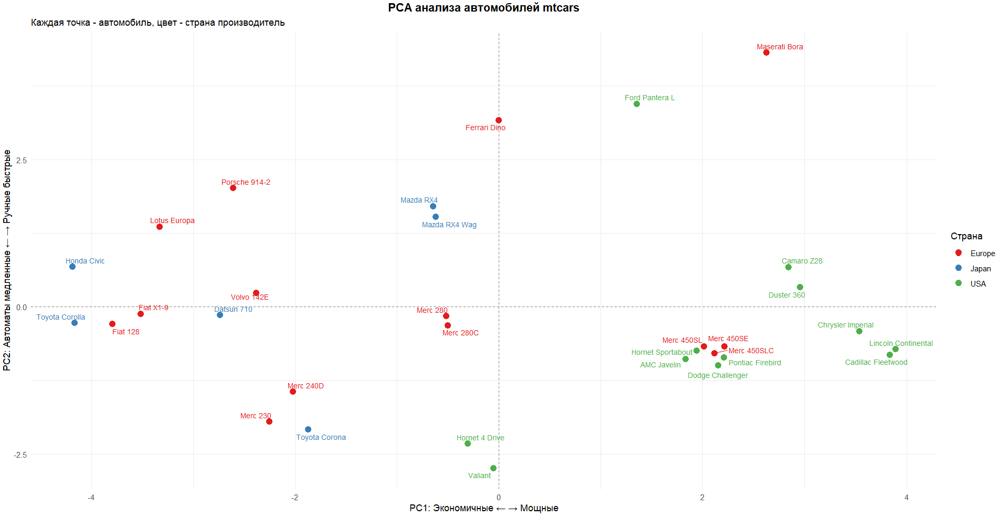 PCA анализа автомобилей mtcars
Каждая точка - автомобиль, цвет - страна производитель
Maserati Bora
Ford Pantera L
Ferrari Dino
2.5
Porsche 914-2
Mazda RX4
Mazda RX4 Wag
Lotus Europa
Honda Civic
Camaro Z28
Duster 360
Volvo 142E
0.0
Fiat X1-9
Datsun 710
Merc 280
Toyota Corolla
Fiat 128
Merc 280C
Chrysler Imperial
Merc 450SL
Merc 450SE
Lincoln Continental
Hornet Sportabout
Merc 450SLC
AMC Javelin
Pontiac Firebird
Cadillac Fleetwood
Dodge Challenger
Merc 240D
Merc 230
Toyota Corona
Hornet 4 Drive
-2.5
Valiant
-4
-2
0
2
4
PC1: Экономичные ← → Мощные
PC2: Автоматы медленные ← → Ручные быстрые
Страна
Europe
Japan
USA